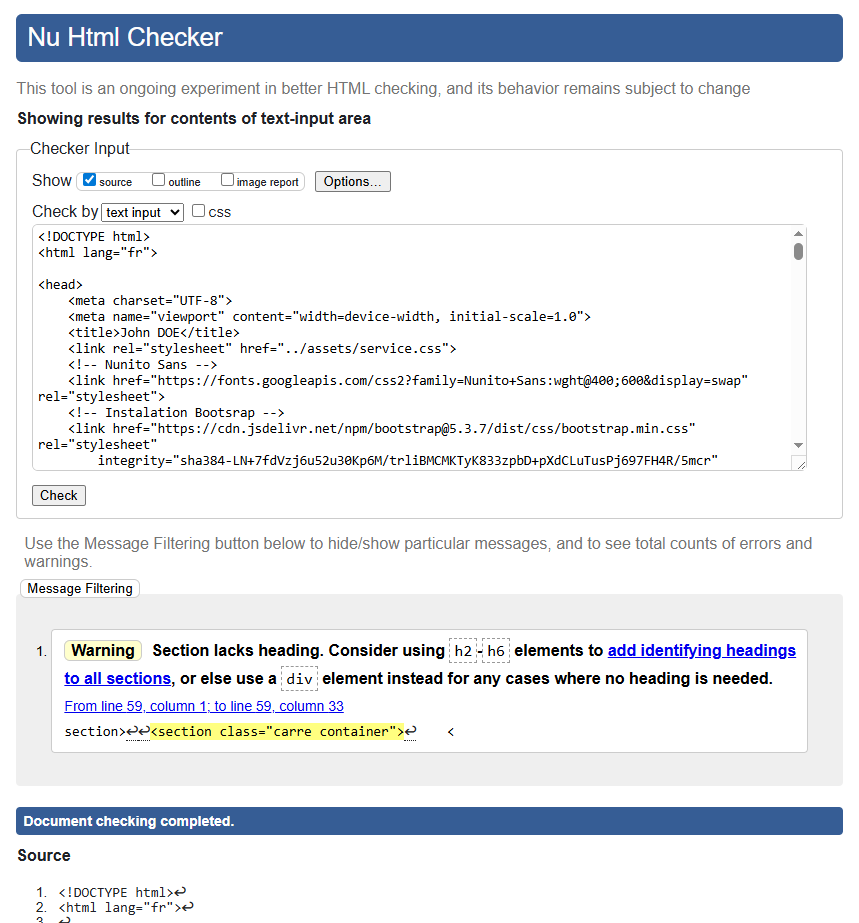 Nu Html Checker
This tool is an ongoing experiment in better HTML checking, and its behavior remains subject to change
Showing results for contents of text-input area
Checker Input
Show source outline image report Options...
Check by text input css
<!DOCTYPE html>
<html lang="fr">
<head>
<meta charset="UTF-8">
<meta name="viewport" content="width=device-width, initial-scale=1.0">
<title>John DOE</title>
<link rel="stylesheet" href="../assets/service.css">
<!-- Nunito Sans -->
<link href="https://fonts.googleapis.com/css2?family=Nunito+Sans:wght@400;600&display=swap"
rel="stylesheet">
<!-- Instalation Bootsrap -->
<link href="https://cdn.jsdelivr.net/npm/bootstrap@5.3.7/dist/css/bootstrap.min.css"
rel="stylesheet"
integrity="sha384-LN+7fdVzj6u52u30Kp6M/trliBMCMKTyK833zpbD+pXdCLuTusPj697FH4R/5mcr"
Check
Use the Message Filtering button below to hide/show particular messages, and to see total counts of errors and
warnings.
Message Filtering
1. Warning Section lacks heading. Consider using h2-h6 elements to add identifying headings
to all sections, or else use a div element instead for any cases where no heading is needed.
From line 59, column 1; to line 59, column 33
section>↩↩<section class="carre container">↩ <
Document checking completed.
Source
1. <!DOCTYPE html>↩
2. <html lang="fr">↩
3. ↩